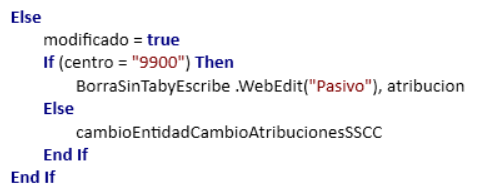 Else
modificado = true
If (centro = "9900") Then
BorraSinTabyEscribe .WebEdit("Pasivo"), atribucion
Else
cambioEntidadCambioAtribucionesSSCC
End If
End If